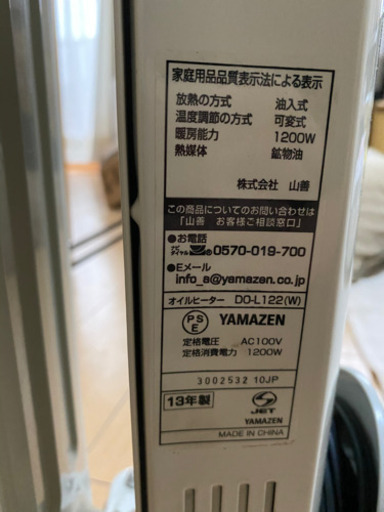 家庭用品品質表示法による表示
放熱の方式 油入式
温度調節の方式 可変式
暖房能力 1200W
熱媒体 鉱物油
株式会社 山善
この商品についてのお問い合わせは
「山善 お客様ご相談窓口」
●お電話
ナビダイヤル 0570-019-700
●Eメール
info_a@yamazen.co.jp
オイルヒーター DO-L122(W)
PSE YAMAZEN
定格電圧 AC100V
定格消費電力 1200W
3002532 10JP
13年製
JET
YAMAZEN
MADE IN CHINA